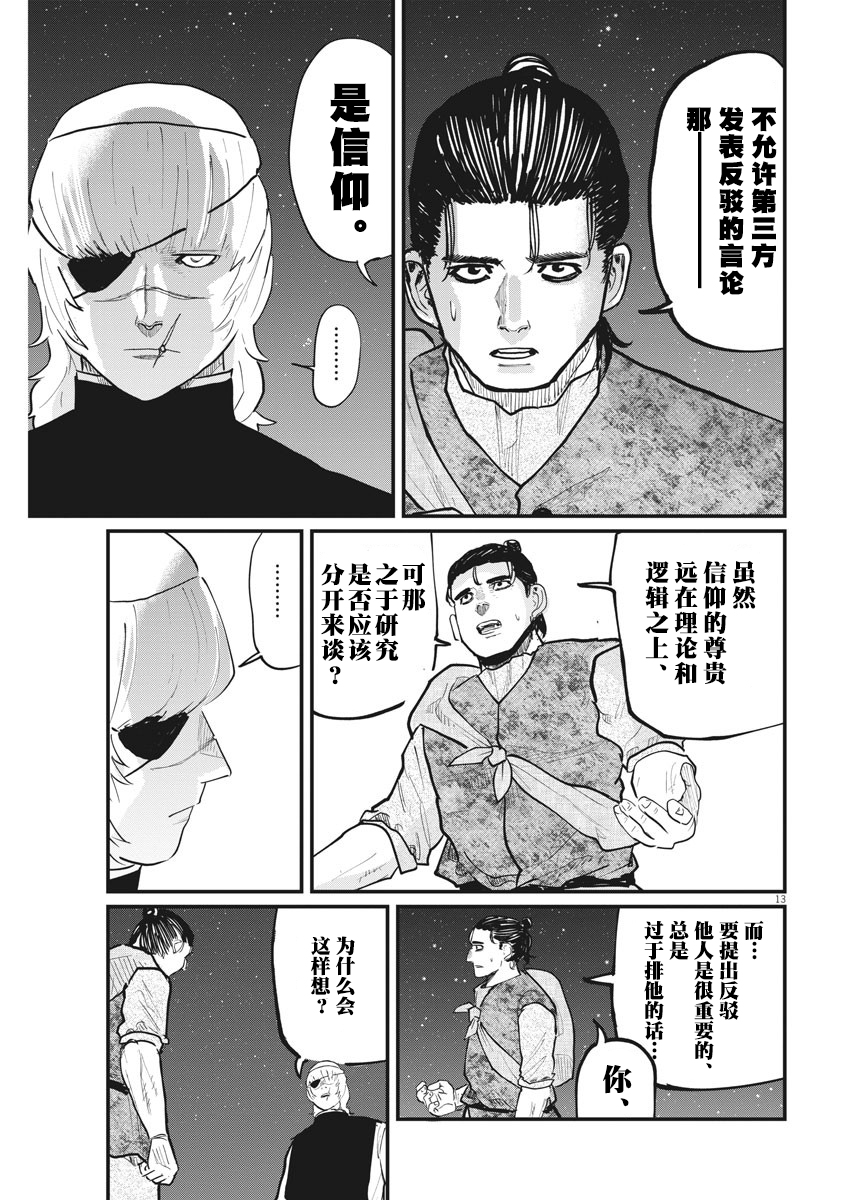 不允许第三方
发表反驳的言论
那——
是信仰。
………
虽然
信仰的尊贵
远在理论和
逻辑之上、
可那
之于研究
是否应该
分开来谈?
………
13
而…
要提出反驳
他人是很重要的、
总是
过于排他的话…
你、
为什么会
这样想?